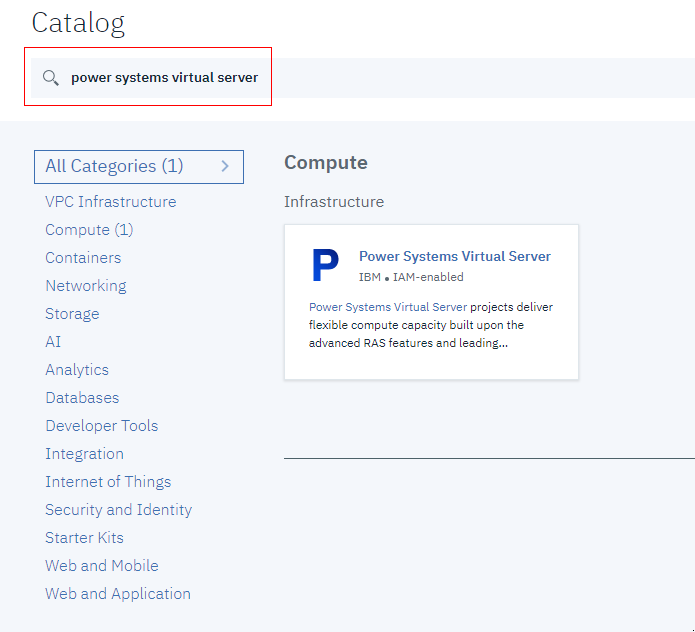 Catalog
power systems virtual server
All Categories (1)
VPC Infrastructure
Compute (1)
Containers
Networking
Storage
AI
Analytics
Databases
Developer Tools
Integration
Internet of Things
Security and Identity
Starter Kits
Web and Mobile
Web and Application
Compute
Infrastructure
P
Power Systems Virtual Server
IBM • IAM-enabled
Power Systems Virtual Server projects deliver
flexible compute capacity built upon the
advanced RAS features and leading...